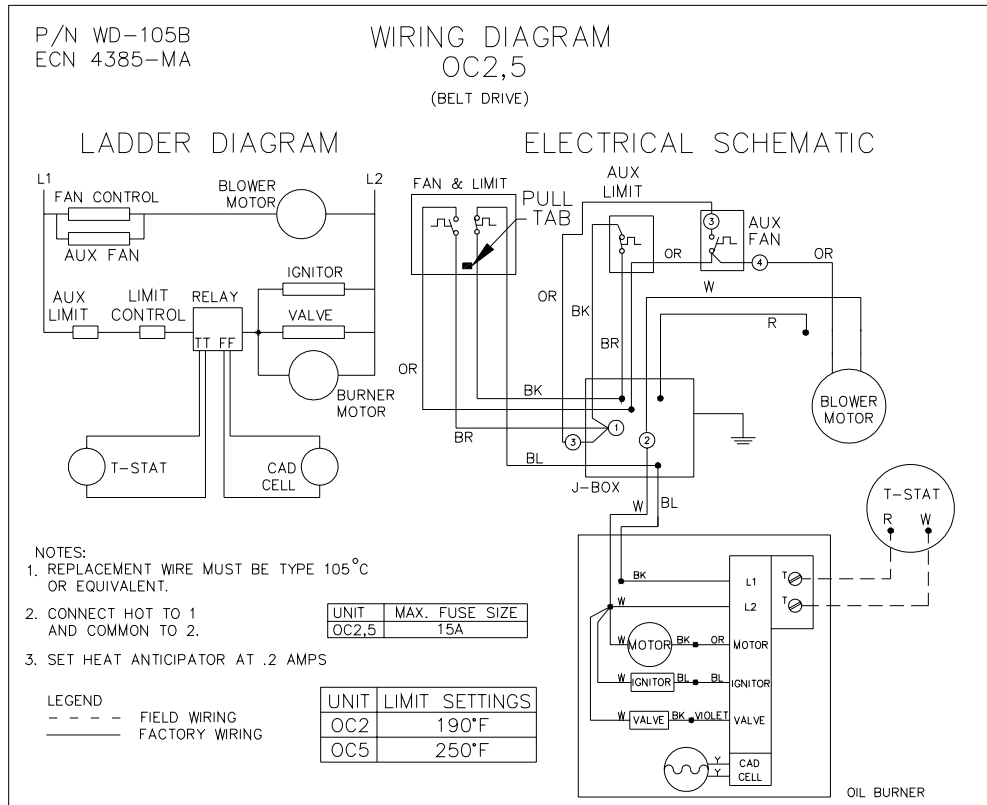 P/N WD-105B
ECN 4385-MA
WIRING DIAGRAM
OC2,5
(BELT DRIVE)
LADDER DIAGRAM
L1
L2
FAN CONTROL
BLOWER
MOTOR
AUX FAN
AUX
LIMIT
LIMIT
CONTROL
RELAY
TT FF
IGNITOR
VALVE
BURNER
MOTOR
T-STAT
CAD
CELL
ELECTRICAL SCHEMATIC
FAN & LIMIT
PULL
TAB
AUX
LIMIT
3
AUX
FAN
OR
4
OR
W
OR
BK
R
BR
OR
BK
BR
1
3
2
BL
J-BOX
BLOWER
MOTOR
W
BL
T-STAT
R W
BK
L1
T
W
L2
T
W
MOTOR
BK
OR
MOTOR
W
IGNITOR
BL
BL
IGNITOR
W
VALVE
BK
VIOLET
VALVE
Y
Y
CAD
CELL
OIL BURNER
NOTES:
1. REPLACEMENT WIRE MUST BE TYPE 105°C
OR EQUIVALENT.
2. CONNECT HOT TO 1
AND COMMON TO 2.
3. SET HEAT ANTICIPATOR AT .2 AMPS
UNIT MAX. FUSE SIZE
OC2,5 15A
LEGEND
FIELD WIRING
FACTORY WIRING
UNIT LIMIT SETTINGS
OC2 190°F
OC5 250°F